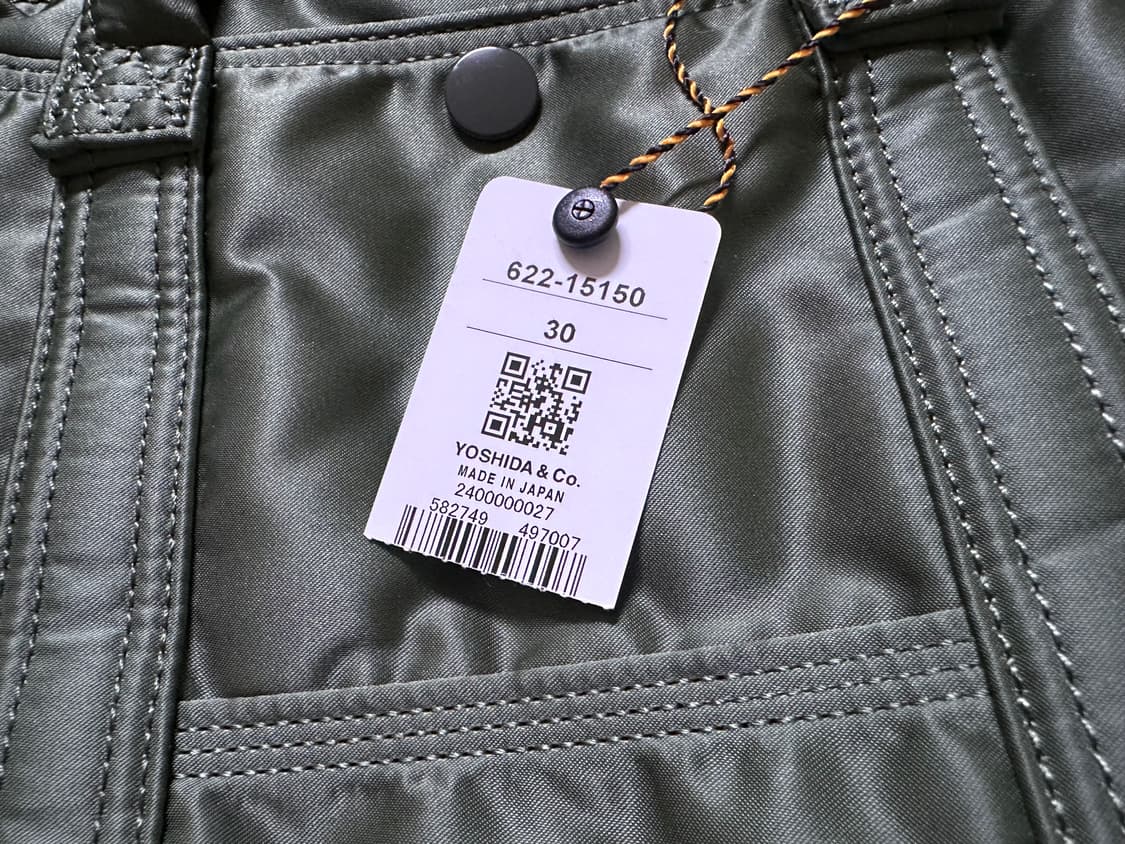 622-15150
30
YOSHIDA & Co.
MADE IN JAPAN
2400000027
582749 497007